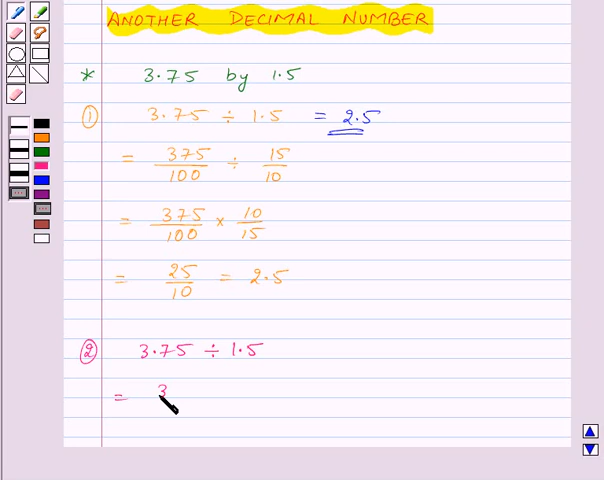 ANOTHER DECIMAL NUMBER
* 3.75 by 1.5
① 3.75 ÷ 1.5 = 2.5
= 375/100 ÷ 15/10
= 375/100 × 10/15
= 25/10 = 2.5
② 3.75 ÷ 1.5
= 3